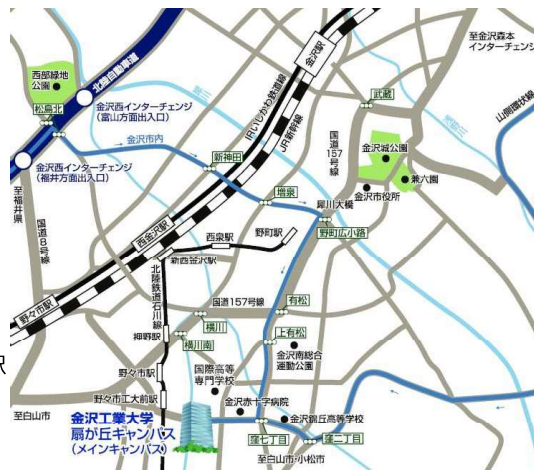 西部緑地
公園
松島北
北陸自動車道
金沢西インターチェンジ
(富山方面出入口)
金沢市内
金沢西インターチェンジ
(福井方面出入口)
至福井県
国道8号線
新神田
IRいしかわ鉄道線
JR新幹線
金沢駅
武蔵
国道
157
号線
至金沢森本
インターチェンジ
山側環状線
金沢城公園
兼六園
金沢市役所
犀川大橋
増泉
野町広小路
西金沢駅
西泉駅
野町駅
新西金沢駅
北陸鉄道石川線
野々市駅
国道157号線
有松
横川
押野駅
横川南
上有松
金沢南総合
運動公園
国際高等
専門学校
野々市駅
野々市工大前駅
駅
至白山市
金沢工業大学
扇が丘キャンパス
(メインキャンパス)
金沢赤十字病院
金沢錦丘高等学校
窪七丁目
窪二丁目
至白山市・小松市